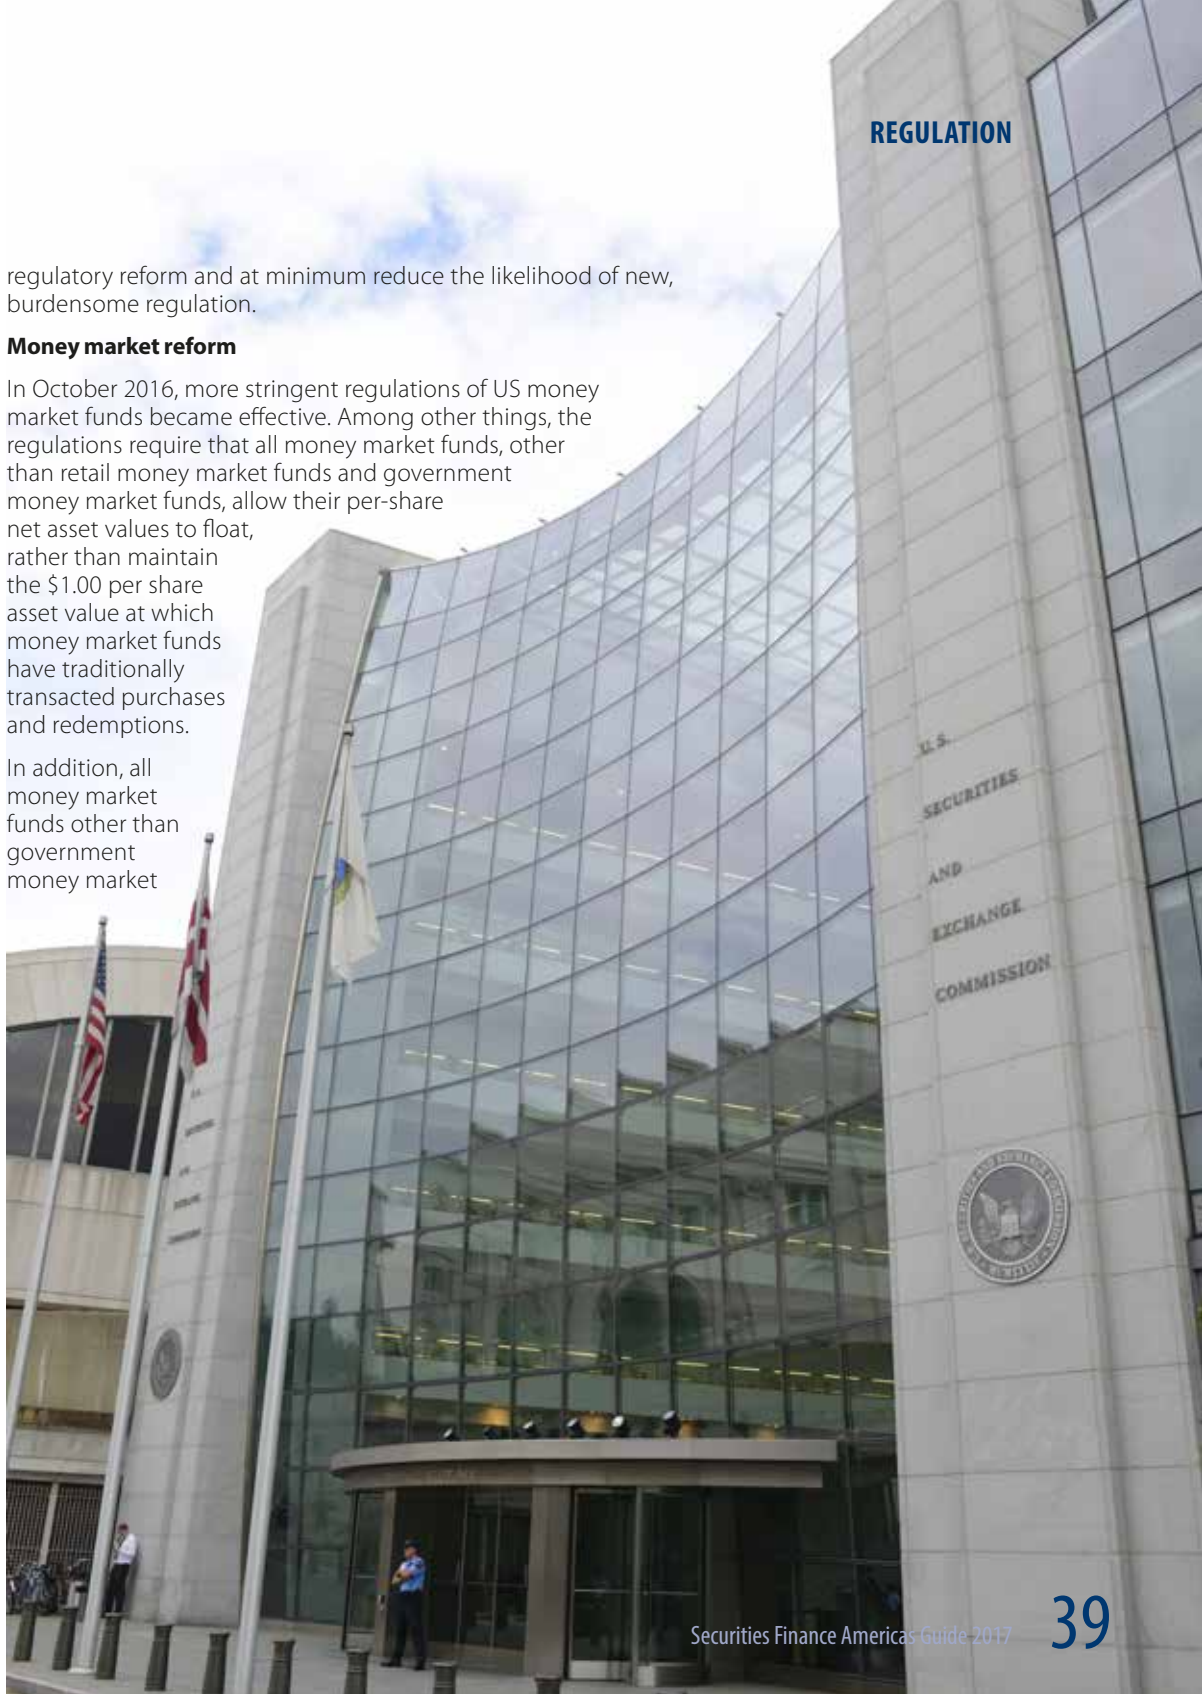 REGULATION
regulatory reform and at minimum reduce the likelihood of new,
burdensome regulation.
Money market reform
In October 2016, more stringent regulations of US money
market funds became effective. Among other things, the
regulations require that all money market funds, other
than retail money market funds and government
money market funds, allow their per-share
net asset values to float,
rather than maintain
the $1.00 per share
asset value at which
money market funds
have traditionally
transacted purchases
and redemptions.
In addition, all
money market
funds other than
government
money market
U.S.
SECURITIES
AND
EXCHANGE
COMMISSION
Securities Finance Americas Guide 2017
39